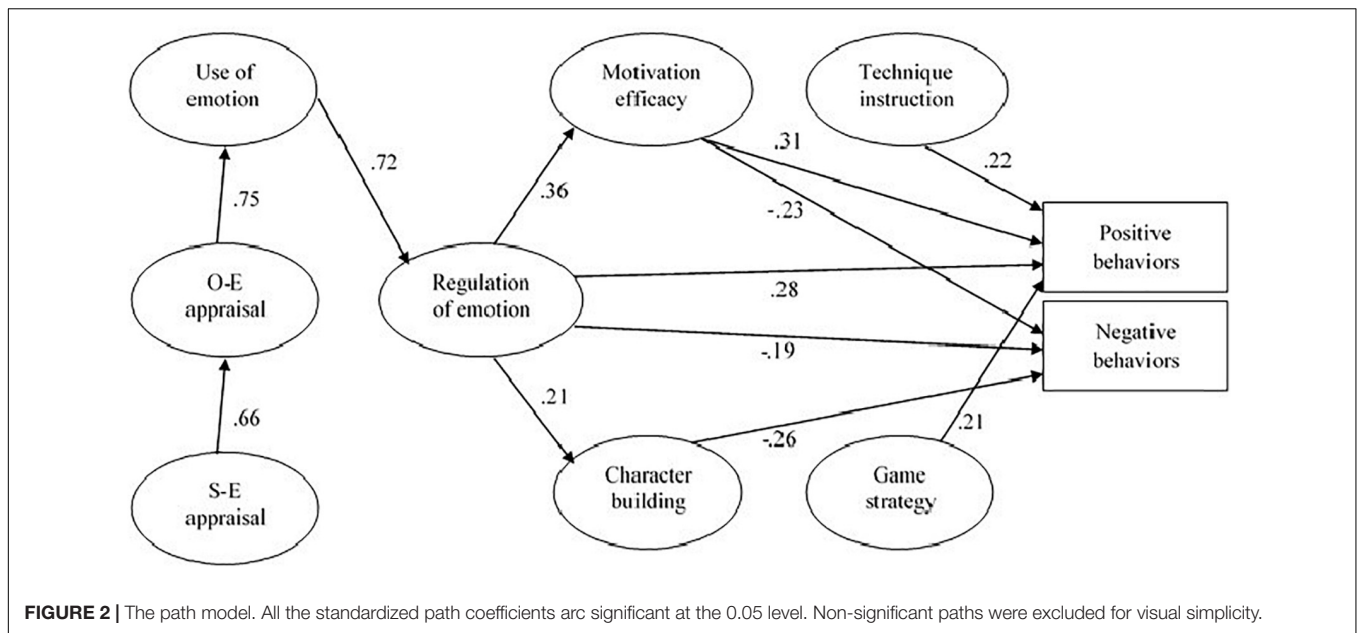 Use of
emotion
Motivation
efficacy
Technique
instruction
.72
.31
.22
.75
.36
-.23
Positive
behaviors
O-E
appraisal
Regulation
of emotion
.28
-.19
Negative
behaviors
.66
.21
-.26
.21
S-E
appraisal
Character
building
Game
strategy
FIGURE 2 | The path model. All the standardized path coefficients arc significant at the 0.05 level. Non-significant paths were excluded for visual simplicity.